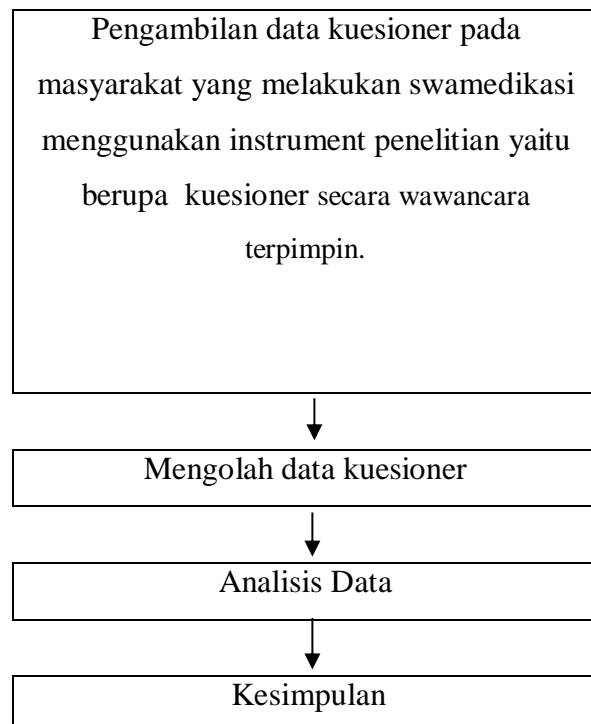 Pengambilan data kuesioner pada
masyarakat yang melakukan swamedikasi
menggunakan instrument penelitian yaitu
berupa kuesioner secara wawancara
terpimpin.
Mengolah data kuesioner
Analisis Data
Kesimpulan